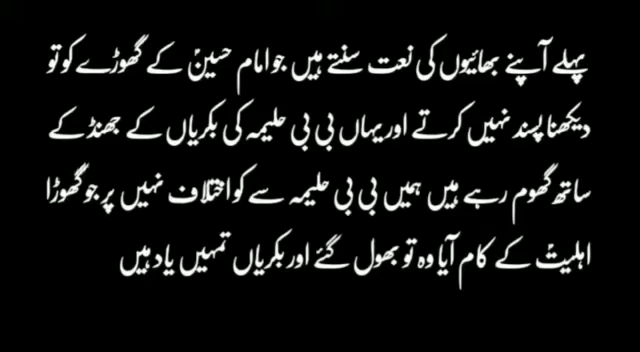 پہلے آپنے بھائیوں کی نعت سنتے ہیں جو امام حسینؑ کے گھوڑے کو تو
دیکھنا پسند نہیں کرتے اور یہاں بی بی حلیمہ کی بکریاں کے جھنڈ کے
ساتھ گھوم رہے ہیں ہمیں بی بی حلیمہ سے کو اختلاف نہیں پر جو گھوڑا
اہلیتؑ کے کام آیا وہ تو بھول گئے اور بکریاں تمہیں یاد ہیں